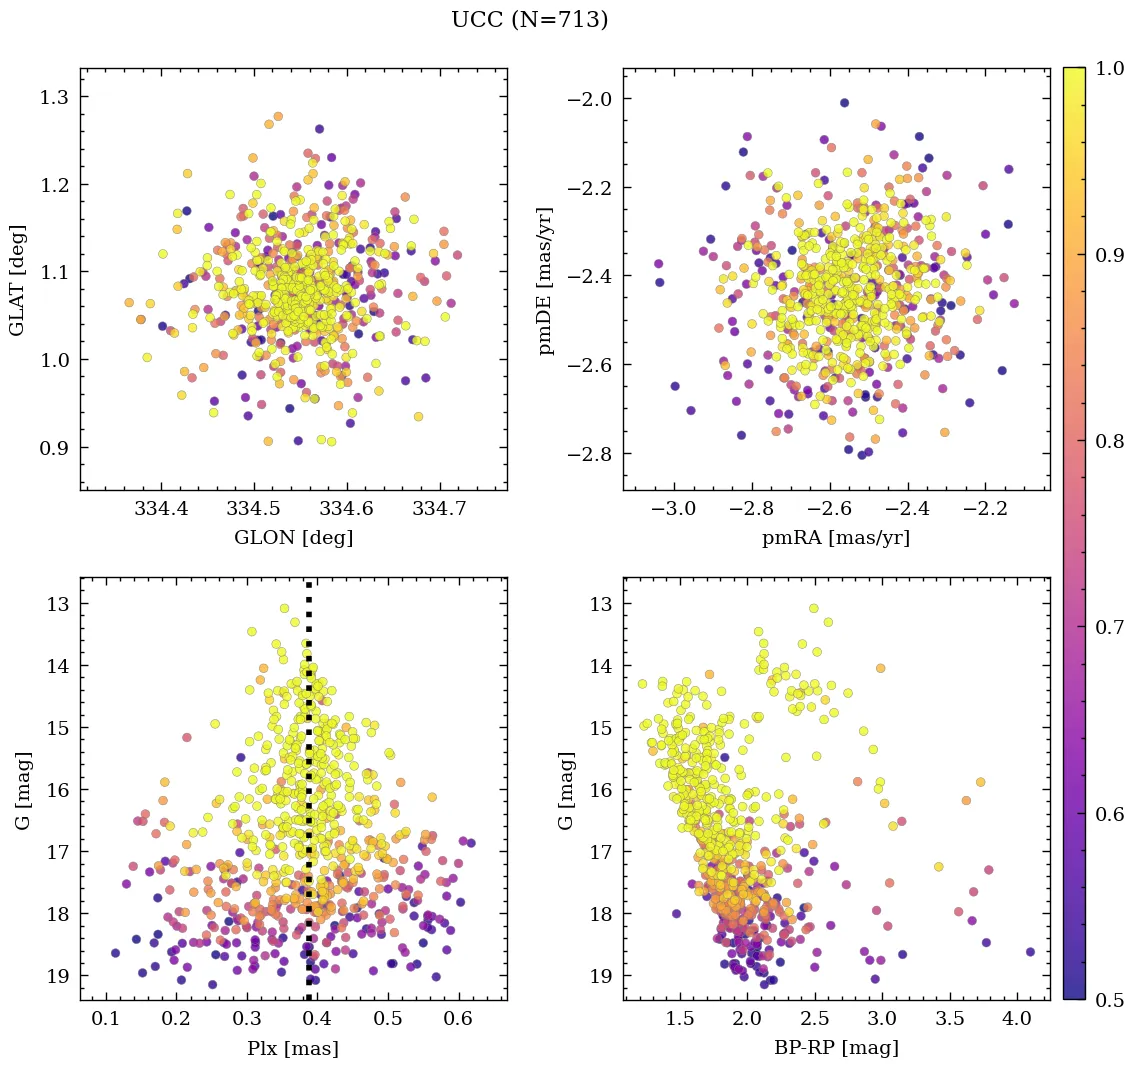 UCC (N=713)
1.3
1.2
1.1
1.0
0.9
GLAT [deg]
334.4 334.5 334.6 334.7
GLON [deg]
−2.0
−2.2
−2.4
−2.6
−2.8
pmDE [mas/yr]
−3.0 −2.8 −2.6 −2.4 −2.2
pmRA [mas/yr]
13
14
15
16
17
18
19
G [mag]
0.1 0.2 0.3 0.4 0.5 0.6
Plx [mas]
13
14
15
16
17
18
19
G [mag]
1.5 2.0 2.5 3.0 3.5 4.0
BP-RP [mag]
1.0
0.9
0.8
0.7
0.6
0.5